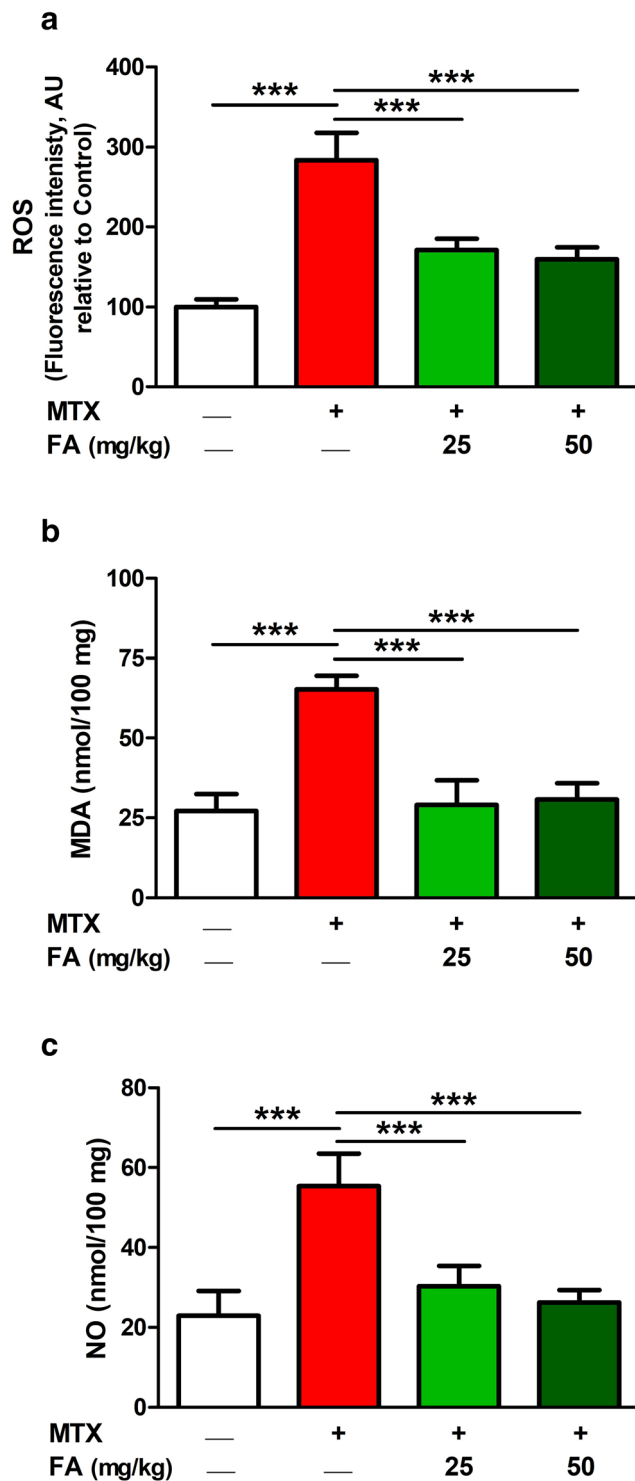 a
ROS
(Fluorescence intenisty, AU
relative to Control)
400
300
200
100
0
***
***
***
MTX — + + +
FA (mg/kg) — — 25 50
b
MDA (nmol/100 mg)
100
75
50
25
0
***
***
***
MTX — + + +
FA (mg/kg) — — 25 50
c
NO (nmol/100 mg)
80
60
40
20
0
***
***
***
MTX — + + +
FA (mg/kg) — — 25 50